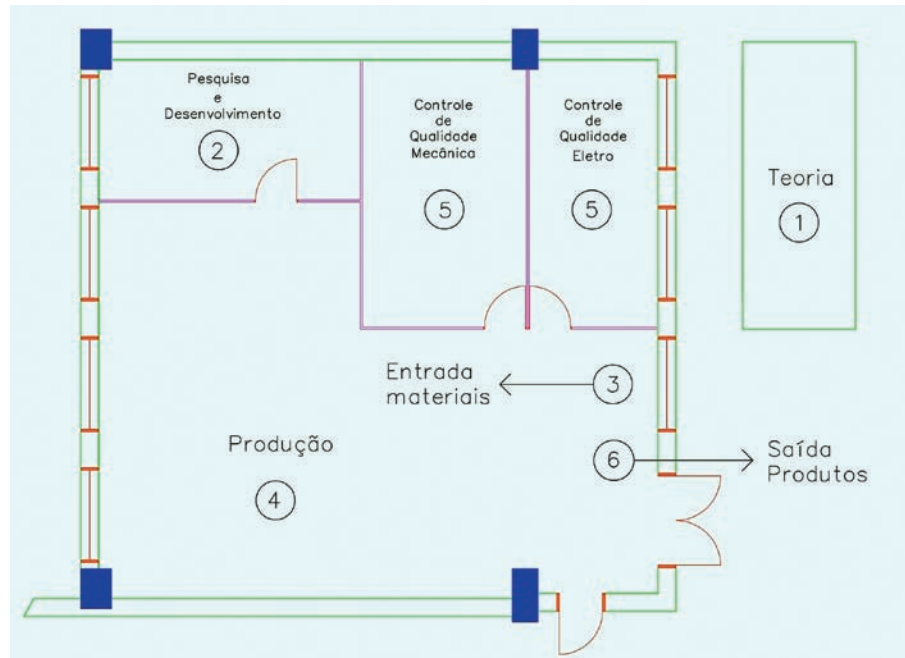 Pesquisa
e
Desenvolvimento
2
Controle
de
Qualidade
Mecânica
5
Controle
de
Qualidade
Eletro
5
Teoria
1
Entrada
materiais
3
Produção
4
6
Saída
Produtos